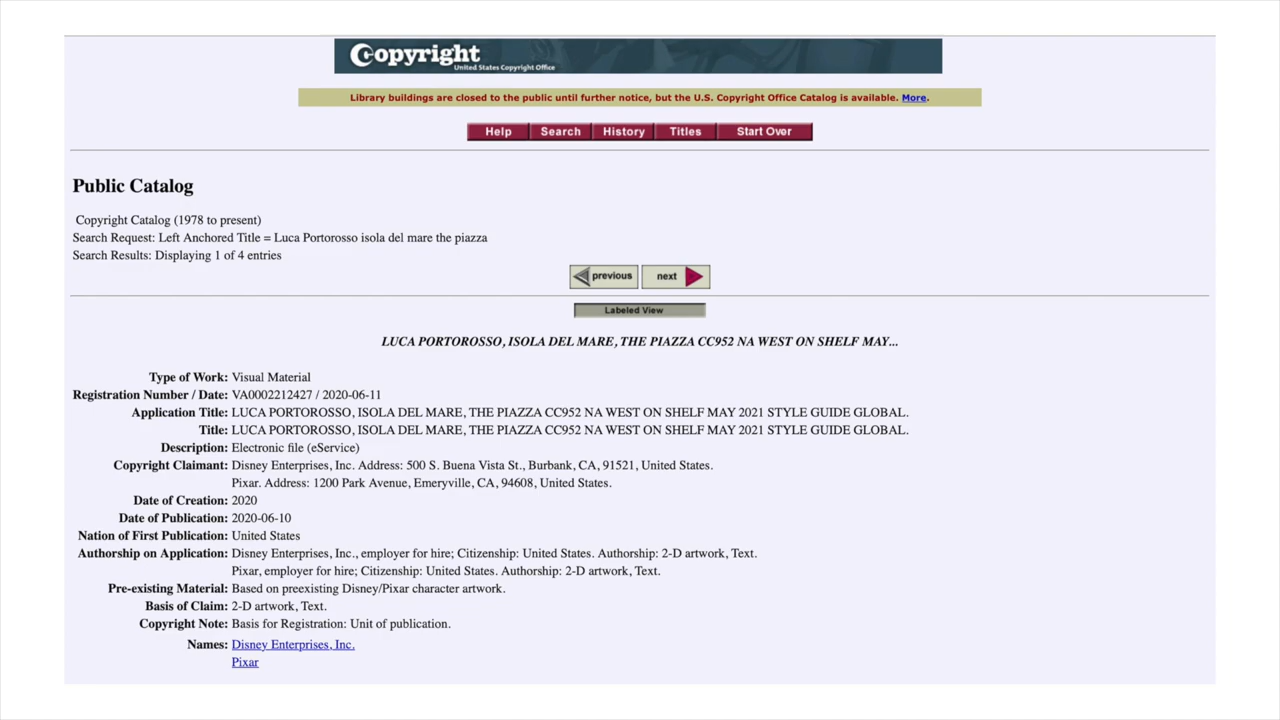 Copyright
United States Copyright Office
Library buildings are closed to the public until further notice, but the U.S. Copyright Office Catalog is available. More.
Help Search History Titles Start Over
Public Catalog
Copyright Catalog (1978 to present)
Search Request: Left Anchored Title = Luca Portorosso isola del mare the piazza
Search Results: Displaying 1 of 4 entries
previous next
Labeled View
LUCA PORTOROSSO, ISOLA DEL MARE, THE PIAZZA CC952 NA WEST ON SHELF MAY...
Type of Work: Visual Material
Registration Number / Date: VA0002212427 / 2020-06-11
Application Title: LUCA PORTOROSSO, ISOLA DEL MARE, THE PIAZZA CC952 NA WEST ON SHELF MAY 2021 STYLE GUIDE GLOBAL.
Title: LUCA PORTOROSSO, ISOLA DEL MARE, THE PIAZZA CC952 NA WEST ON SHELF MAY 2021 STYLE GUIDE GLOBAL.
Description: Electronic file (eService)
Copyright Claimant: Disney Enterprises, Inc. Address: 500 S. Buena Vista St., Burbank, CA, 91521, United States.
Pixar. Address: 1200 Park Avenue, Emeryville, CA, 94608, United States.
Date of Creation: 2020
Date of Publication: 2020-06-10
Nation of First Publication: United States
Authorship on Application: Disney Enterprises, Inc., employer for hire; Citizenship: United States. Authorship: 2-D artwork, Text.
Pixar, employer for hire; Citizenship: United States. Authorship: 2-D artwork, Text.
Pre-existing Material: Based on preexisting Disney/Pixar character artwork.
Basis of Claim: 2-D artwork, Text.
Copyright Note: Basis for Registration: Unit of publication.
Names: Disney Enterprises, Inc.
Pixar